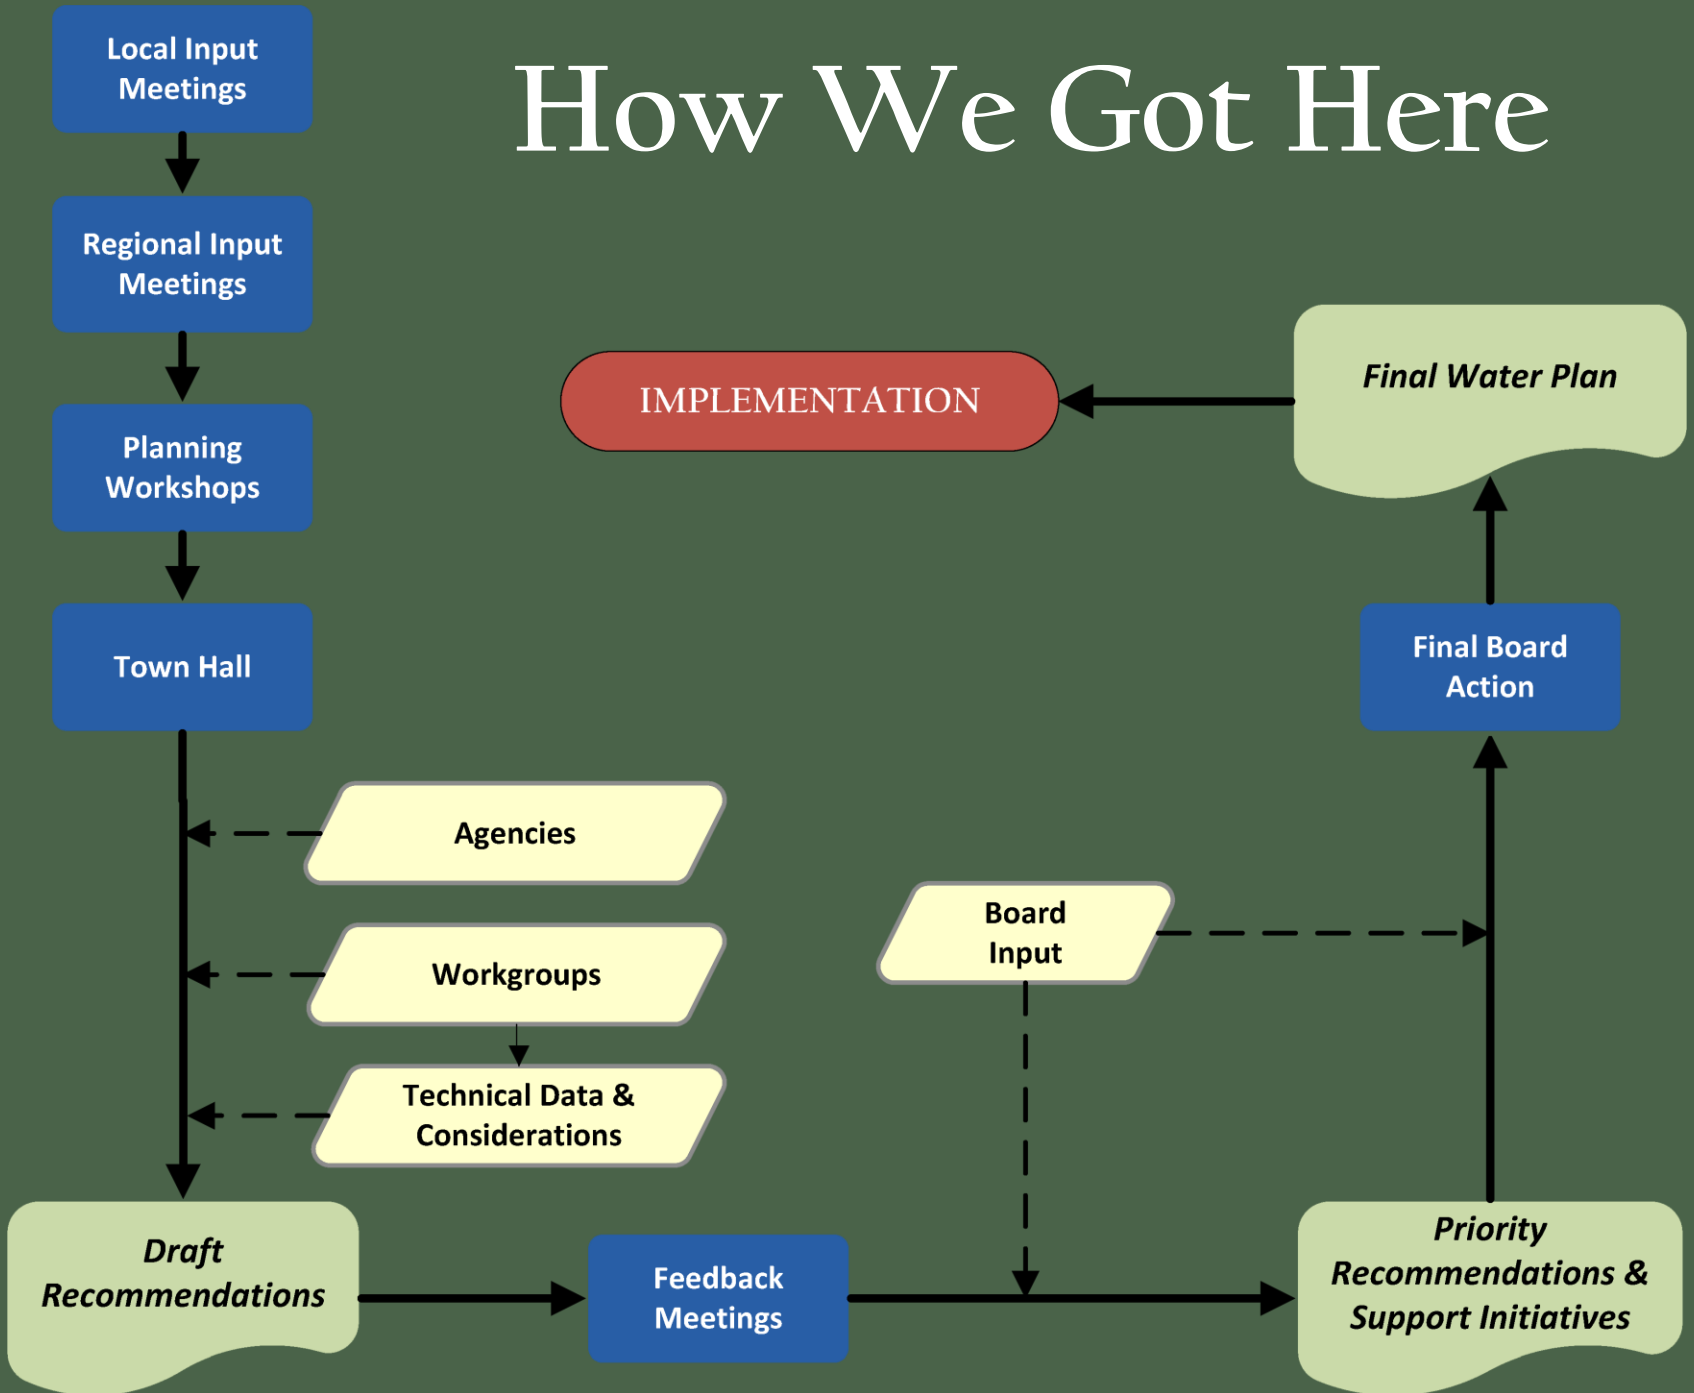 How We Got Here
Local Input
Meetings
Regional Input
Meetings
Planning
Workshops
Town Hall
Agencies
Workgroups
Technical Data &
Considerations
Draft
Recommendations
Feedback
Meetings
Board
Input
Priority
Recommendations &
Support Initiatives
Final Board
Action
Final Water Plan
IMPLEMENTATION